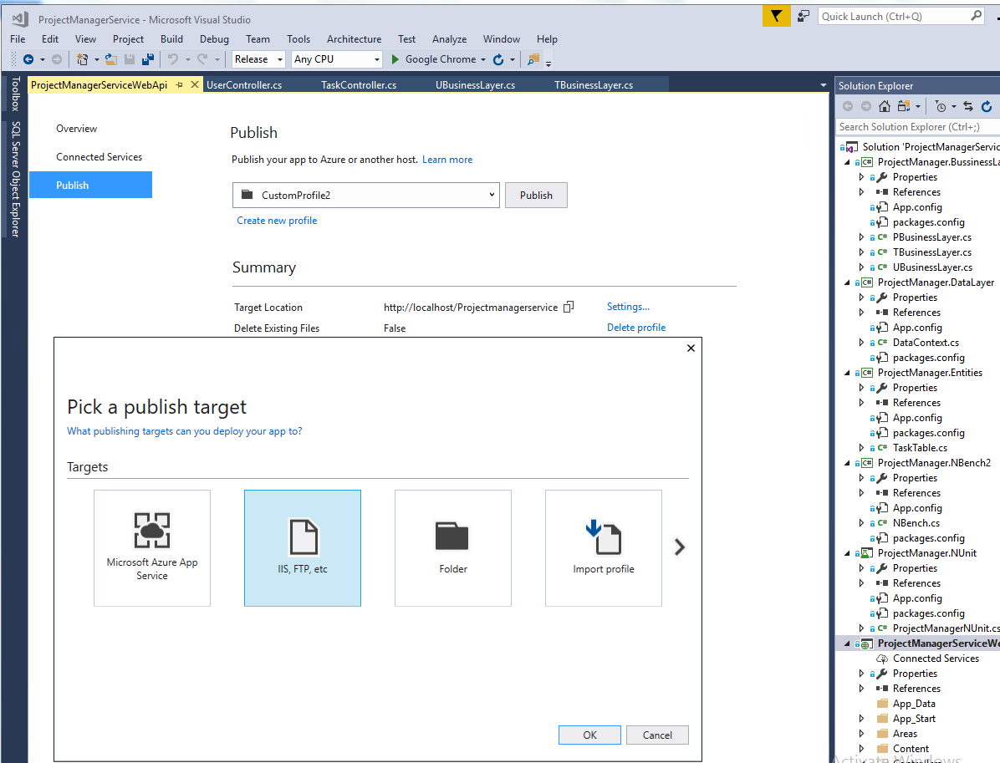 ProjectManagerService - Microsoft Visual Studio
Quick Launch (Ctrl+Q)
File Edit View Project Build Debug Team Tools Architecture Test Tools Analyze Window Help
Release Any CPU Google Chrome
ProjectManagerServiceWebApi UserController.cs TaskController.cs UBusinessLayer.cs TBusinessLayer.cs
Toolbox
SQL Server Object Explorer
Overview
Connected Services
Publish
Publish
Publish your app to Azure or another host. Learn more
CustomProfile2 Publish
Create new profile
Summary
Target Location http://localhost/Projectmanagerservice Settings...
Delete Existing Files False Delete profile
Pick a publish target
What publishing targets can you deploy your app to?
Targets
Microsoft Azure App
Service
IIS, FTP, etc
Folder
Import profile
OK Cancel
Solution Explorer
Search Solution Explorer (Ctrl+;)
Solution 'ProjectManagerServic
ProjectManager.BussinessLa
Properties
References
App.config
packages.config
PBusinessLayer.cs
TBusinessLayer.cs
UBusinessLayer.cs
ProjectManager.DataLayer
Properties
References
App.config
DataContext.cs
packages.config
ProjectManager.Entities
Properties
References
App.config
packages.config
TaskTable.cs
ProjectManager.NBench2
Properties
References
App.config
NBench.cs
packages.config
ProjectManager.NUnit
Properties
References
App.config
packages.config
ProjectManagerNUnit.cs
ProjectManagerServiceWe
Connected Services
Properties
References
App_Data
App_Start
Areas
Content
Activate Windows